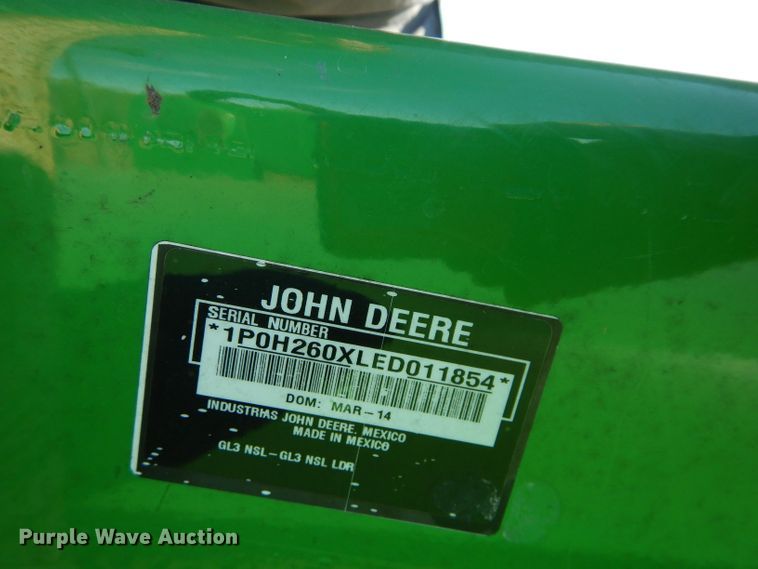 JOHN DEERE
SERIAL NUMBER
*1P0H260XLED011854*
DOM: MAR-14
INDUSTRIAS JOHN DEERE, MEXICO
MADE IN MEXICO
GL3 NSL-GL3 NSL LDR
Purple Wave Auction